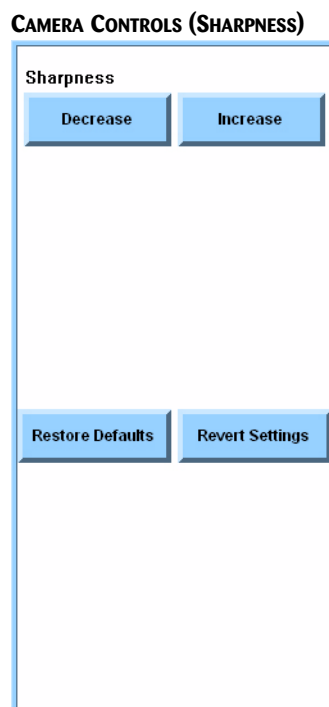 CAMERA CONTROLS (SHARPNESS)
Sharpness
Decrease Increase
Restore Defaults Revert Settings